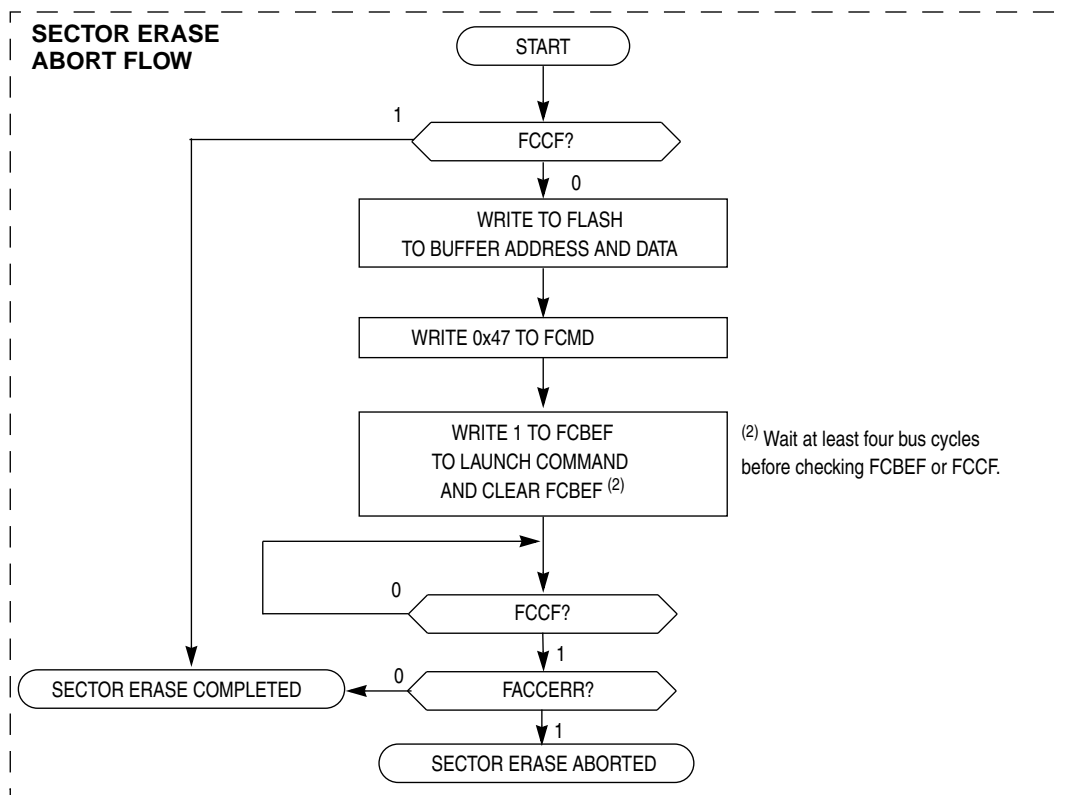 SECTOR ERASE
ABORT FLOW
START
1
FCCF?
0
WRITE TO FLASH
TO BUFFER ADDRESS AND DATA
WRITE 0x47 TO FCMD
WRITE 1 TO FCBEF
TO LAUNCH COMMAND
AND CLEAR FCBEF (2)
(2) Wait at least four bus cycles
before checking FCBEF or FCCF.
0
FCCF?
1
SECTOR ERASE COMPLETED
0
FACCERR?
1
SECTOR ERASE ABORTED